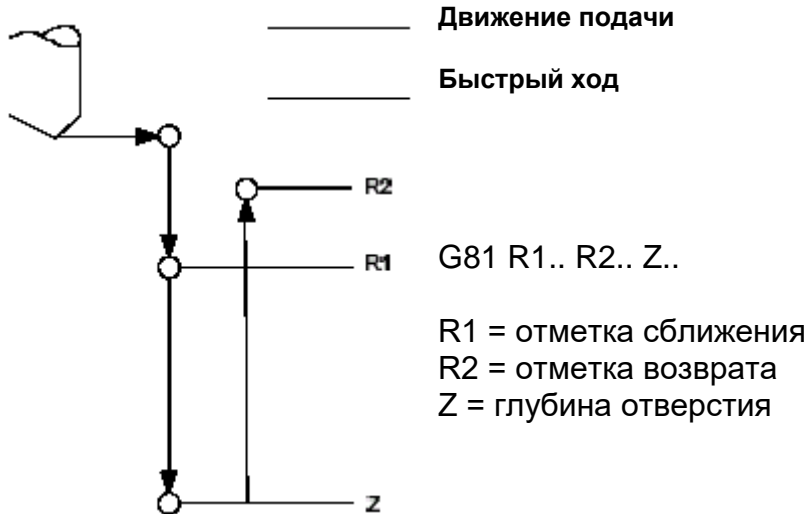 Движение подачи
Быстрый ход
R2
R1
G81 R1.. R2.. Z..
R1 = отметка сближения
R2 = отметка возврата
Z = глубина отверстия
Z